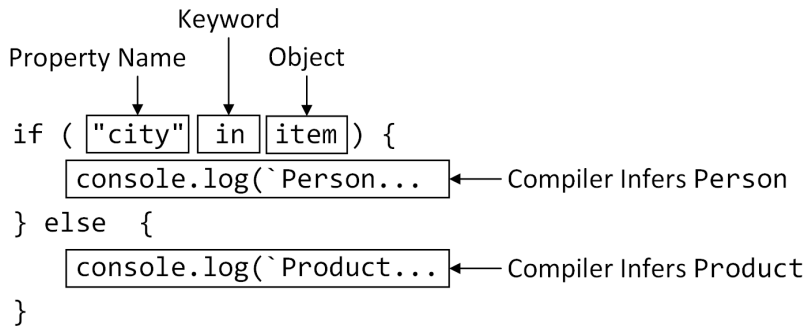 Keyword
Property Name Object
if ( "city" in item ) {
console.log(`Person... Compiler Infers Person
} else {
console.log(`Product... Compiler Infers Product
}